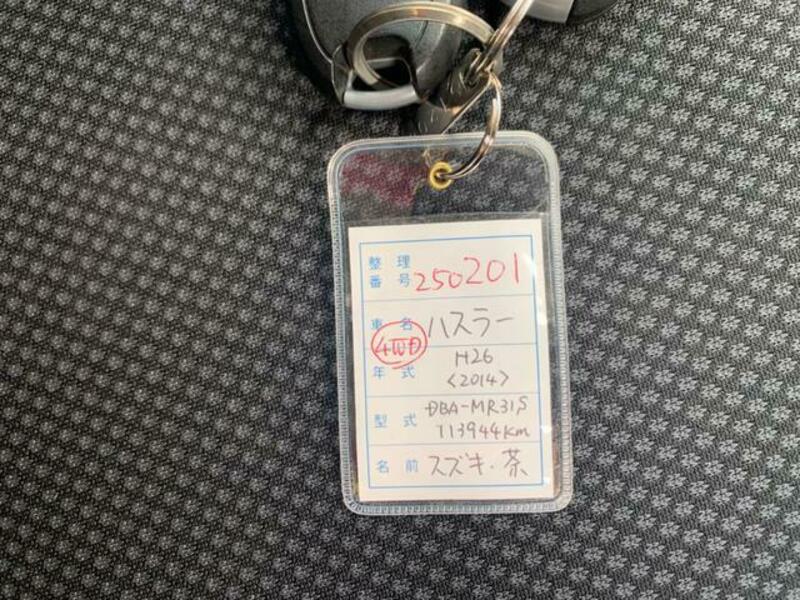 整理番号 250201
車名 ハスラー
4WD
年式 H26
<2014>
型式 DBA-MR31S
113944km
名前 スズキ・茶